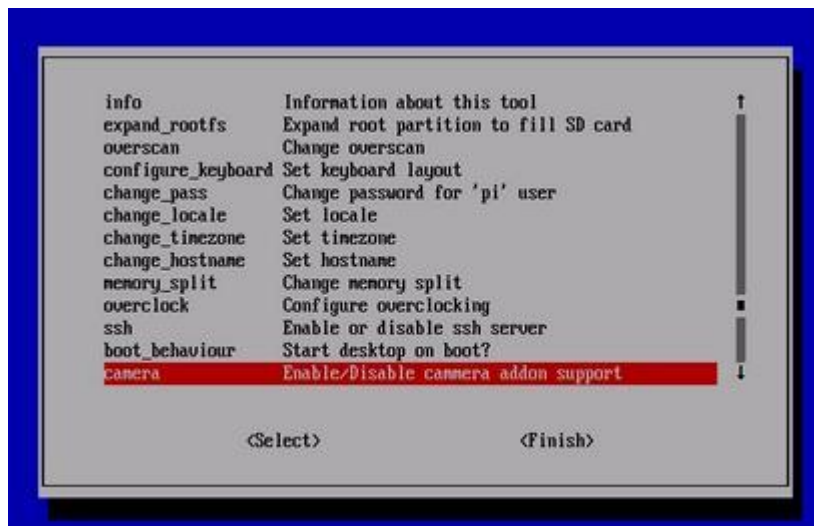 info Information about this tool
expand_rootfs Expand root partition to fill SD card
overscan Change overscan
configure_keyboard Set keyboard layout
change_pass Change password for 'pi' user
change_locale Set locale
change_timezone Set timezone
change_hostname Set hostname
memory_split Change memory split
overclock Configure overclocking
ssh Enable or disable ssh server
boot_behaviour Start desktop on boot?
camera Enable/Disable cammera addon support
<Select> <Finish>